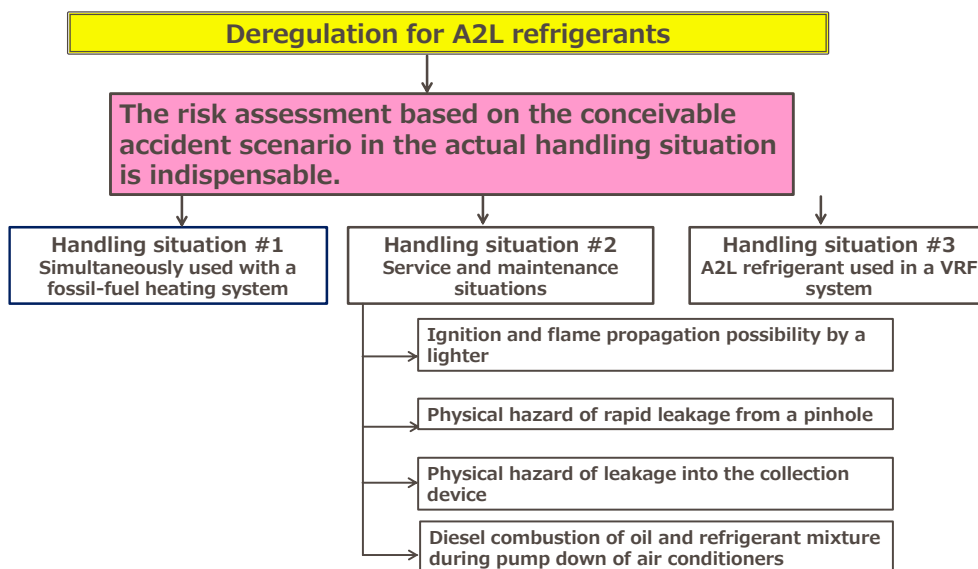 Deregulation for A2L refrigerants
The risk assessment based on the conceivable
accident scenario in the actual handling situation
is indispensable.
Handling situation #1
Simultaneously used with a
fossil-fuel heating system
Handling situation #2
Service and maintenance
situations
Handling situation #3
A2L refrigerant used in a VRF
system
Ignition and flame propagation possibility by a
lighter
Physical hazard of rapid leakage from a pinhole
Physical hazard of leakage into the collection
device
Diesel combustion of oil and refrigerant mixture
during pump down of air conditioners